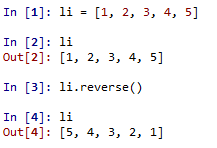 In [1]: li = [1, 2, 3, 4, 5]
In [2]: li
Out[2]: [1, 2, 3, 4, 5]
In [3]: li.reverse()
In [4]: li
Out[4]: [5, 4, 3, 2, 1]